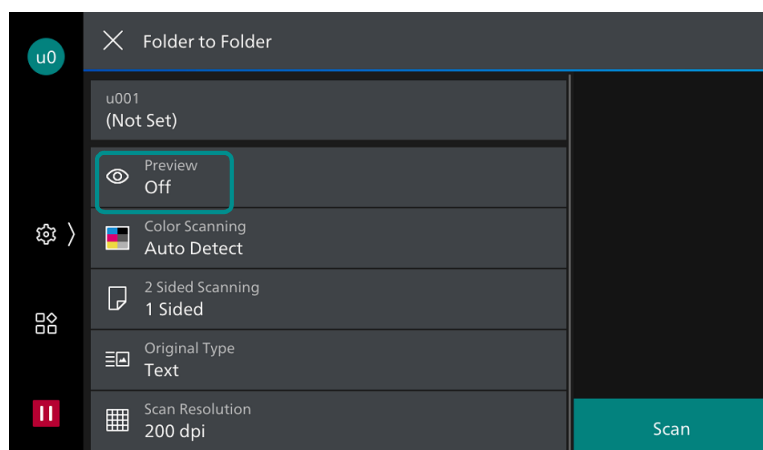 u0
Folder to Folder
u001
(Not Set)
Preview
Off
Color Scanning
Auto Detect
2 Sided Scanning
1 Sided
Original Type
Text
Scan Resolution
200 dpi
Scan